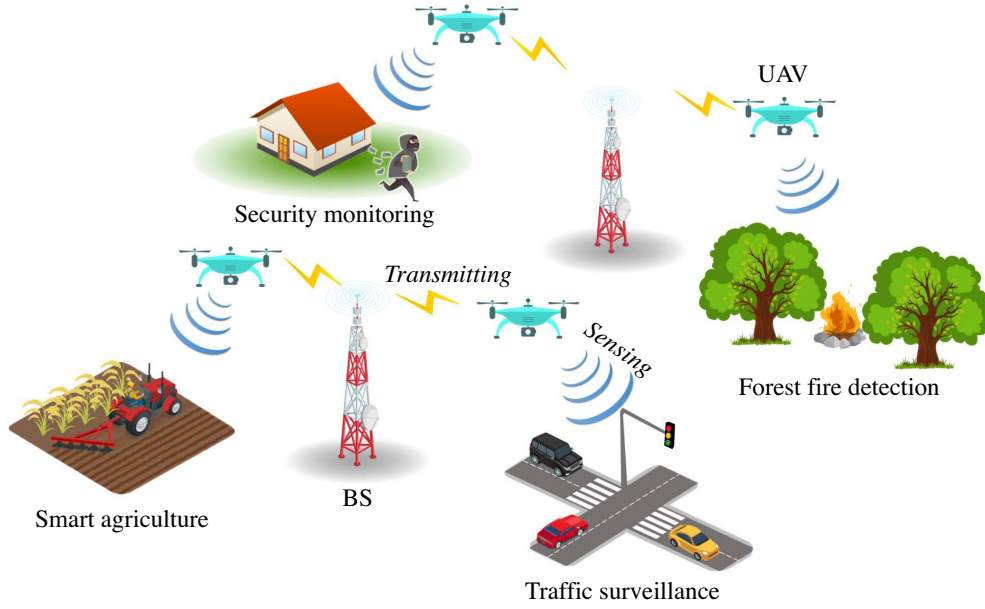 UAV
Security monitoring
Transmitting
Sensing
Forest fire detection
BS
Smart agriculture
Traffic surveillance